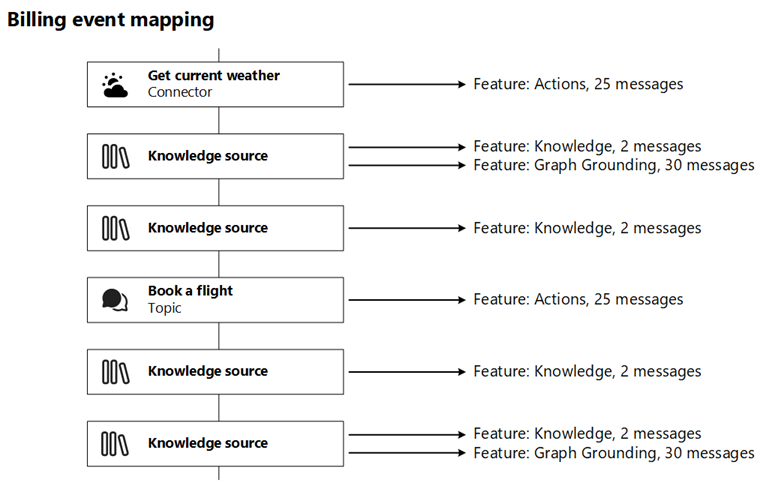 Billing event mapping
Get current weather
Connector
Feature: Actions, 25 messages
Knowledge source
Feature: Knowledge, 2 messages
Feature: Graph Grounding, 30 messages
Knowledge source
Feature: Knowledge, 2 messages
Book a flight
Topic
Feature: Actions, 25 messages
Knowledge source
Feature: Knowledge, 2 messages
Knowledge source
Feature: Knowledge, 2 messages
Feature: Graph Grounding, 30 messages